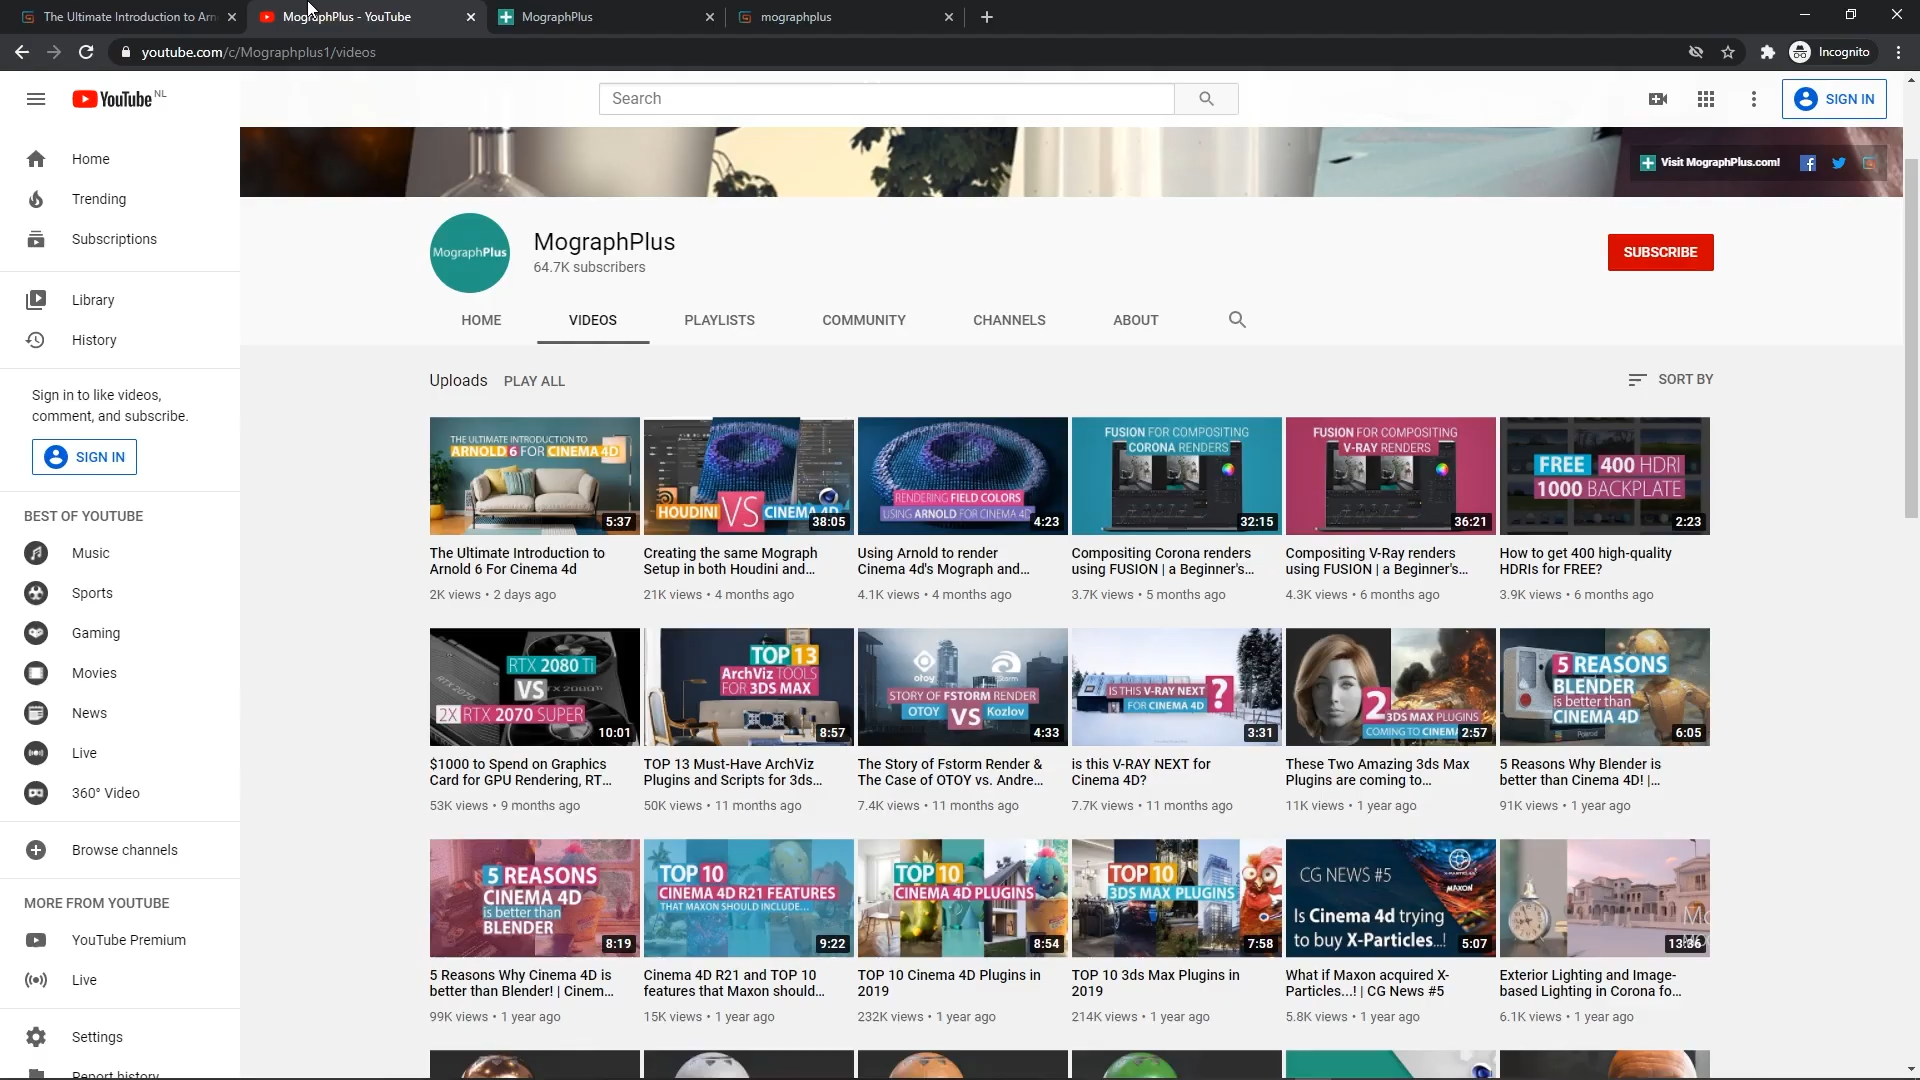 The Ultimate Introduction to Arn
MographPlus - YouTube
MographPlus
mographplus
youtube.com/c/Mographplus1/videos
Incognito
YouTube NL
Search
SIGN IN
Visit MographPlus.com!
Home
Trending
Subscriptions
Library
History
Sign in to like videos,
comment, and subscribe.
SIGN IN
BEST OF YOUTUBE
Music
Sports
Gaming
Movies
News
Live
360° Video
Browse channels
MORE FROM YOUTUBE
YouTube Premium
Live
Settings
Report history
MographPlus
MographPlus
64.7K subscribers
SUBSCRIBE
HOME
VIDEOS
PLAYLISTS
COMMUNITY
CHANNELS
ABOUT
Uploads
PLAY ALL
SORT BY
THE ULTIMATE INTRODUCTION TO
ARNOLD 6 FOR CINEMA 4D
5:37
The Ultimate Introduction to
Arnold 6 For Cinema 4d
2K views • 2 days ago
HOUDINI VS CINEMA 4D
38:05
Creating the same Mograph
Setup in both Houdini and...
21K views • 4 months ago
RENDERING FIELD COLORS
USING ARNOLD FOR CINEMA 4D
4:23
Using Arnold to render
Cinema 4d's Mograph and...
4.1K views • 4 months ago
FUSION FOR COMPOSITING
CORONA RENDERS
32:15
Compositing Corona renders
using FUSION | a Beginner's...
3.7K views • 5 months ago
FUSION FOR COMPOSITING
V-RAY RENDERS
36:21
Compositing V-Ray renders
using FUSION | a Beginner's...
4.3K views • 6 months ago
FREE 400 HDRI
1000 BACKPLATE
2:23
How to get 400 high-quality
HDRIs for FREE?
3.9K views • 6 months ago
RTX 2080 Ti
VS
2X RTX 2070 SUPER
10:01
$1000 to Spend on Graphics
Card for GPU Rendering, RT...
53K views • 9 months ago
TOP 13
ArchViz TOOLS
FOR 3DS MAX
8:57
TOP 13 Must-Have ArchViz
Plugins and Scripts for 3ds...
50K views • 11 months ago
otoy
STORY OF FSTORM RENDER
OTOY VS Kozlov
4:33
The Story of Fstorm Render &
The Case of OTOY vs. Andre...
7.4K views • 11 months ago
IS THIS V-RAY NEXT
FOR CINEMA 4D
?
3:31
is this V-RAY NEXT for
Cinema 4D?
7.7K views • 11 months ago
2 3DS MAX PLUGINS
COMING TO CINEMA
2:57
These Two Amazing 3ds Max
Plugins are coming to...
11K views • 1 year ago
5 REASONS
BLENDER
is better than
CINEMA 4D
Polaroid
6:05
5 Reasons Why Blender is
better than Cinema 4D! |...
91K views • 1 year ago
5 REASONS
CINEMA 4D
is better than
BLENDER
8:19
5 Reasons Why Cinema 4D is
better than Blender! | Cinem...
99K views • 1 year ago
TOP 10
CINEMA 4D R21 FEATURES
THAT MAXON SHOULD INCLUDE...
9:22
Cinema 4D R21 and TOP 10
features that Maxon should...
15K views • 1 year ago
TOP 10
CINEMA 4D PLUGINS
8:54
TOP 10 Cinema 4D Plugins in
2019
232K views • 1 year ago
TOP 10
3DS MAX PLUGINS
7:58
TOP 10 3ds Max Plugins in
2019
214K views • 1 year ago
CG NEWS #5
X-PARTICLES
MAXON
Is Cinema 4d trying
to buy X-Particles...!
5:07
What if Maxon acquired X-
Particles...! | CG News #5
5.8K views • 1 year ago
13:36
Exterior Lighting and Image-
based Lighting in Corona fo...
6.1K views • 1 year ago